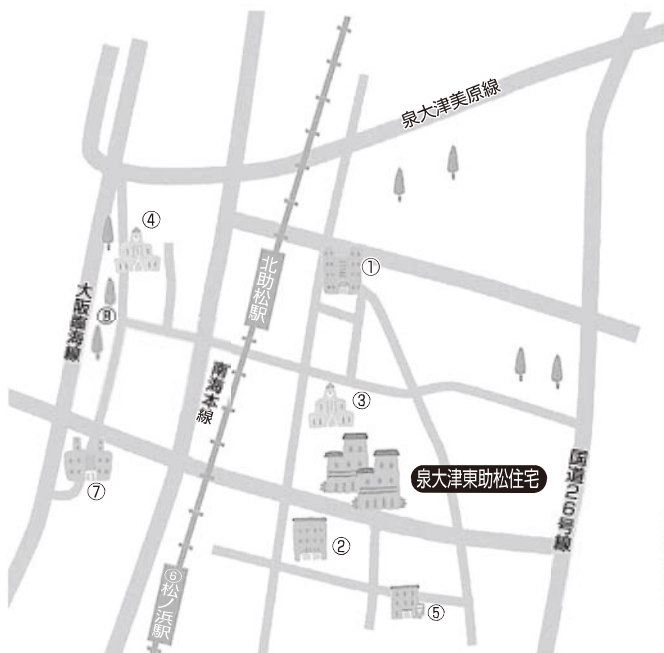 泉大津美原線
④
北助松駅
①
大阪臨海線
⑧
南海本線
③
泉大津東助松住宅
国道26号線
⑦
②
⑥松ノ浜駅
⑤